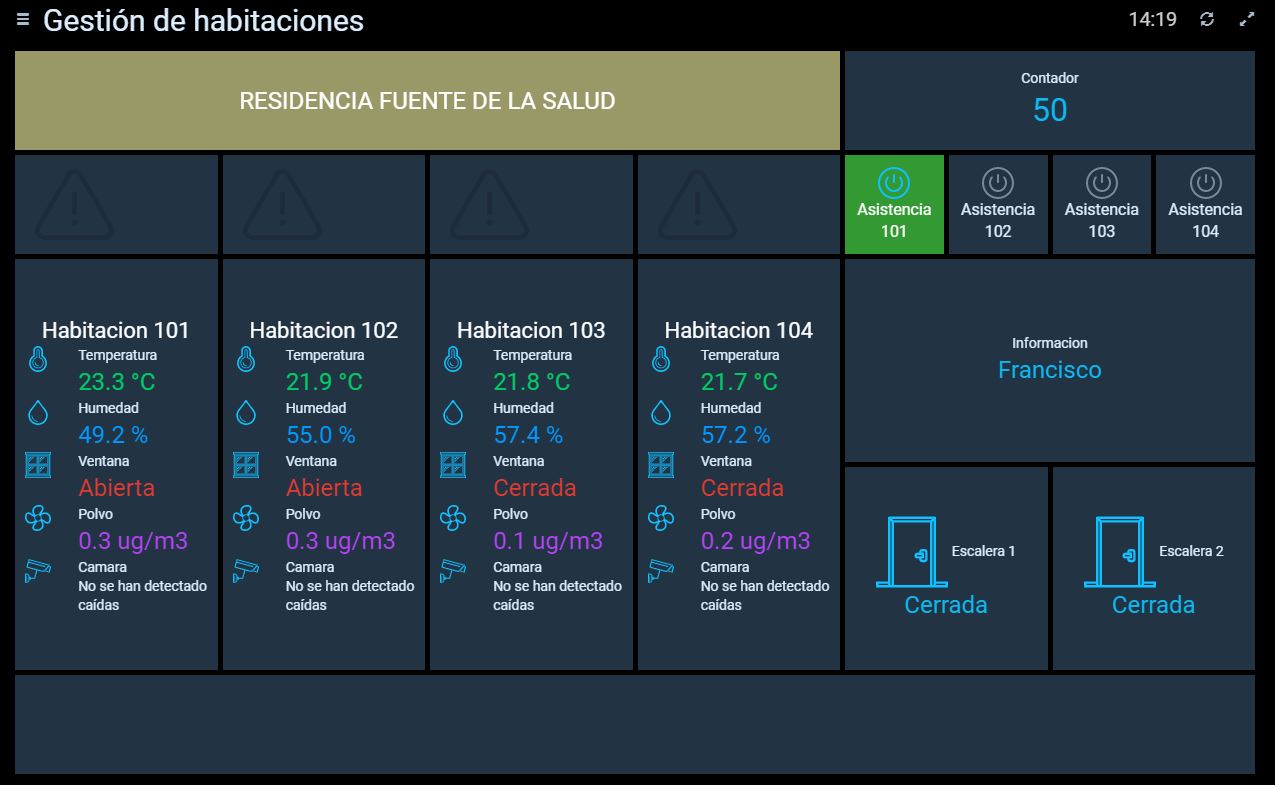 Gestión de habitaciones
14:19
RESIDENCIA FUENTE DE LA SALUD
Contador
50
Asistencia
101
Asistencia
102
Asistencia
103
Asistencia
104
Habitacion 101
Temperatura
23.3 °C
Humedad
49.2 %
Ventana
Abierta
Polvo
0.3 ug/m3
Camara
No se han detectado
caídas
Habitacion 102
Temperatura
21.9 °C
Humedad
55.0 %
Ventana
Abierta
Polvo
0.3 ug/m3
Camara
No se han detectado
caídas
Habitacion 103
Temperatura
21.8 °C
Humedad
57.4 %
Ventana
Cerrada
Polvo
0.1 ug/m3
Camara
No se han detectado
caídas
Habitacion 104
Temperatura
21.7 °C
Humedad
57.2 %
Ventana
Cerrada
Polvo
0.2 ug/m3
Camara
No se han detectado
caídas
Informacion
Francisco
Escalera 1
Cerrada
Escalera 2
Cerrada